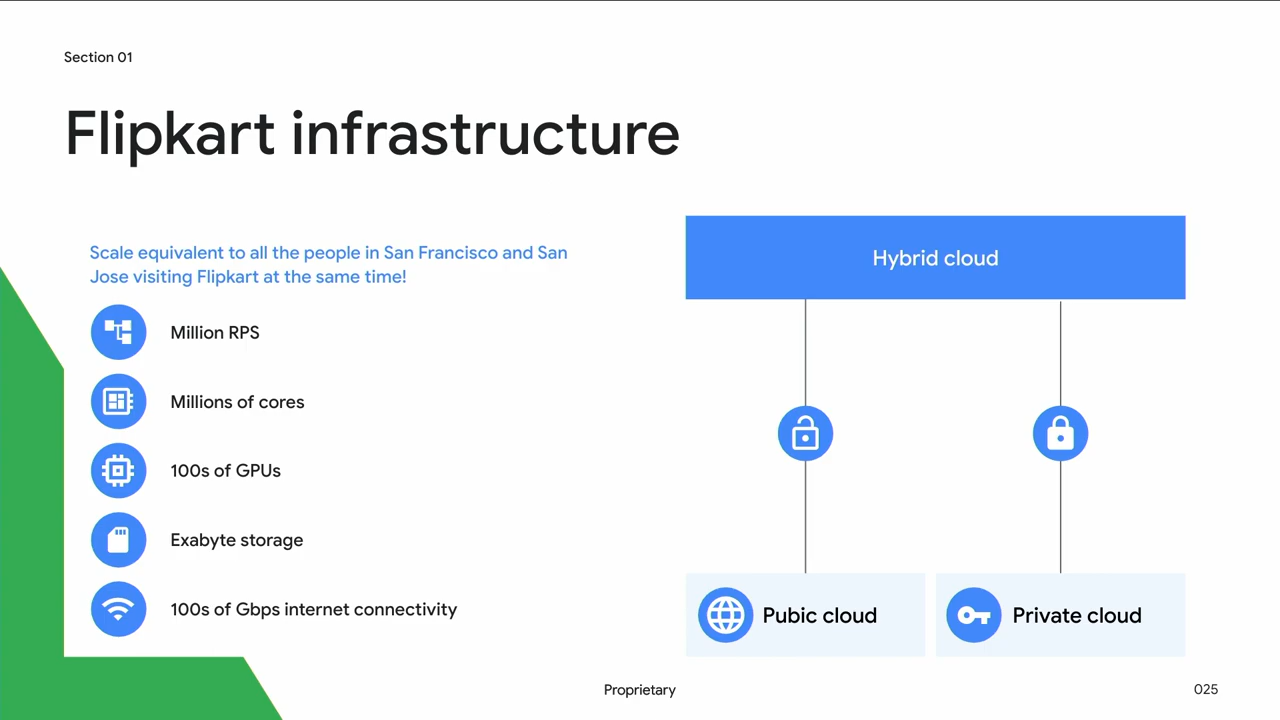 Section 01
Flipkart infrastructure
Scale equivalent to all the people in San Francisco and San
Jose visiting Flipkart at the same time!
Million RPS
Millions of cores
100s of GPUs
Exabyte storage
100s of Gbps internet connectivity
Hybrid cloud
Pubic cloud
Private cloud
Proprietary
025